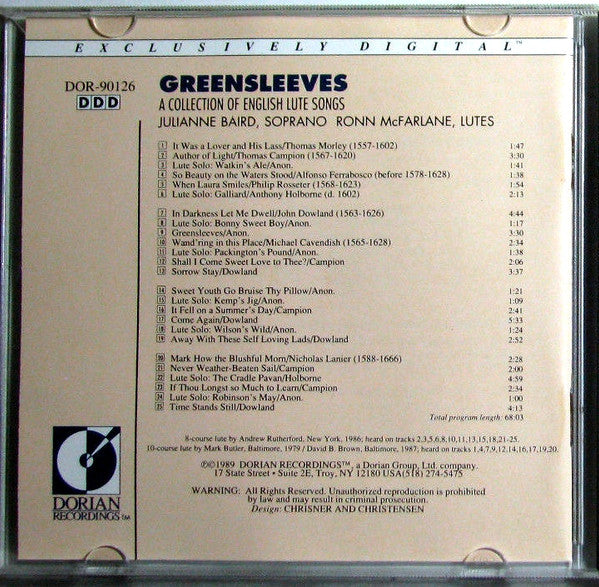 EXCLUSIVELY DIGITAL™
DOR-90126
DDD
GREENSLEEVES
A COLLECTION OF ENGLISH LUTE SONGS
JULIANNE BAIRD, SOPRANO RONN McFARLANE, LUTES
1 It Was a Lover and His Lass/Thomas Morley (1557-1602) 1:47
2 Author of Light/Thomas Campion (1567-1620) 3:30
3 Lute Solo: Watkin's Ale/Anon. 1:41
4 So Beauty on the Waters Stood/Alfonso Ferrabosco (before 1578-1628) 1:38
5 When Laura Smiles/Philip Rosseter (1568-1623) 1:54
6 Lute Solo: Galliard/Anthony Holborne (d. 1602) 2:13
7 In Darkness Let Me Dwell/John Dowland (1563-1626) 4:44
8 Lute Solo: Bonny Sweet Boy/Anon. 1:17
9 Greensleeves/Anon. 3:30
10 Wand'ring in this Place/Michael Cavendish (1565-1628) 2:34
11 Lute Solo: Packington's Pound/Anon. 1:38
12 Shall I Come Sweet Love to Thee?/Campion 2:06
13 Sorrow Stay/Dowland 3:37
14 Sweet Youth Go Bruise Thy Pillow/Anon. 1:21
15 Lute Solo: Kemp's Jig/Anon. 1:09
16 It Fell on a Summer's Day/Campion 2:41
17 Come Again/Dowland 5:33
18 Lute Solo: Wilson's Wild/Anon. 1:24
19 Away With These Self Loving Lads/Dowland 2:52
20 Mark How the Blushful Morn/Nicholas Lanier (1588-1666) 2:28
21 Never Weather-Beaten Sail/Campion 2:00
22 Lute Solo: The Cradle Pavan/Holborne 4:59
23 If Thou Longst so Much to Learn/Campion 2:34
24 Lute Solo: Robinson's May/Anon. 1:00
25 Time Stands Still/Dowland 4:13
Total program length: 68:03
8-course lute by Andrew Rutherford, New York, 1986; heard on tracks 2,3,5,6,8,10,11,13,15,18,21-25.
10-course lute by Mark Butler, Baltimore, 1979 / David B. Brown, Baltimore, 1987; heard on tracks 1,4,7,9,12,14,16,17,19,20.
℗©1989 DORIAN RECORDINGS™, a Dorian Group, Ltd. company.
17 State Street • Suite 2E, Troy, NY 12180 USA (518) 274-5475
WARNING: All Rights Reserved. Unauthorized reproduction is prohibited
by law and may result in criminal prosecution.
Design: CHRISNER AND CHRISTENSEN
DORIAN
RECORDINGS™